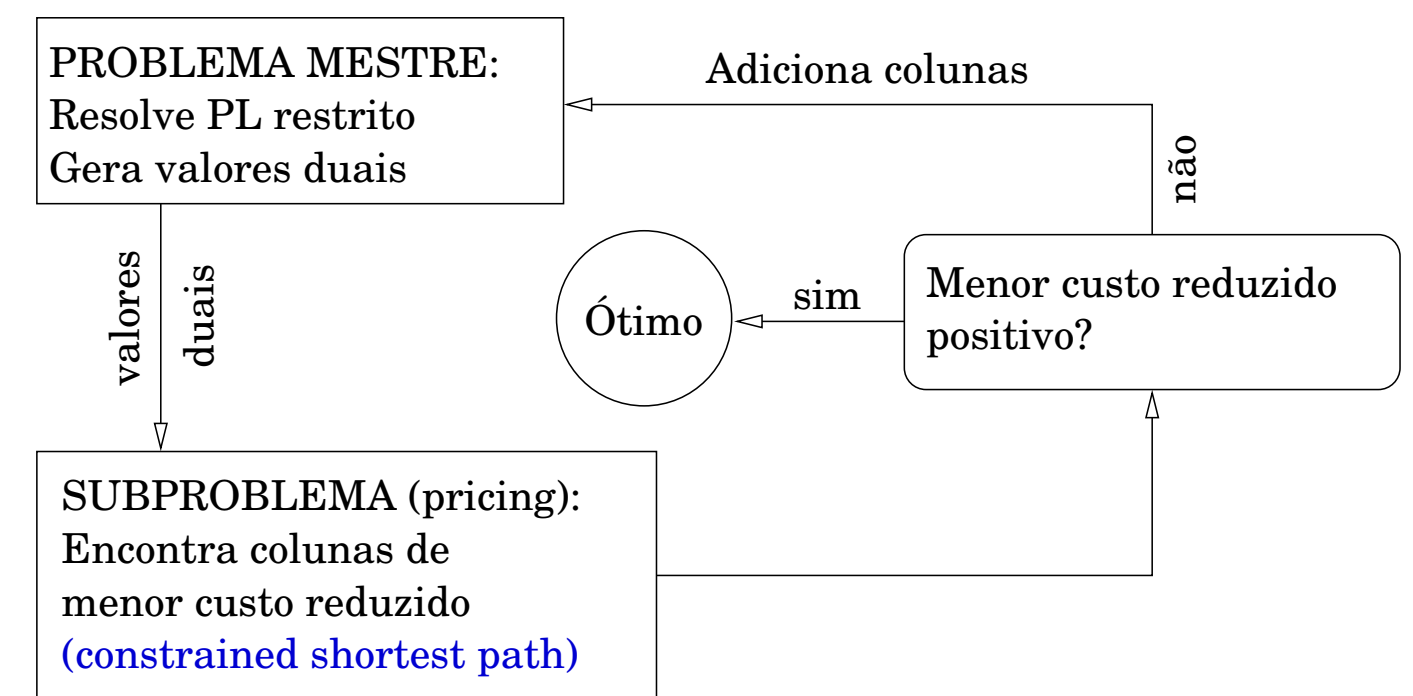 PROBLEMA MESTRE:
Resolve PL restrito
Gera valores duais
Adiciona colunas
não
valores
duais
Ótimo
sim
Menor custo reduzido
positivo?
SUBPROBLEMA (pricing):
Encontra colunas de
menor custo reduzido
(constrained shortest path)